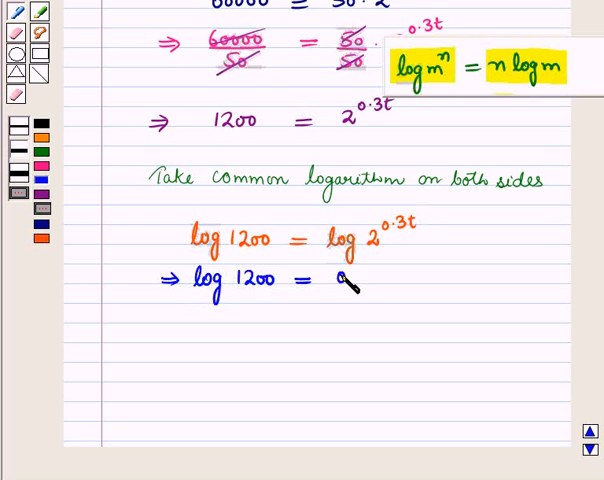 60000 = 50 · 2
⇒ 60000/50 = 50/50 · 2^0.3t
log m^n = n log m
⇒ 1200 = 2^0.3t
Take common logarithm on both sides
log 1200 = log 2^0.3t
⇒ log 1200 = 0